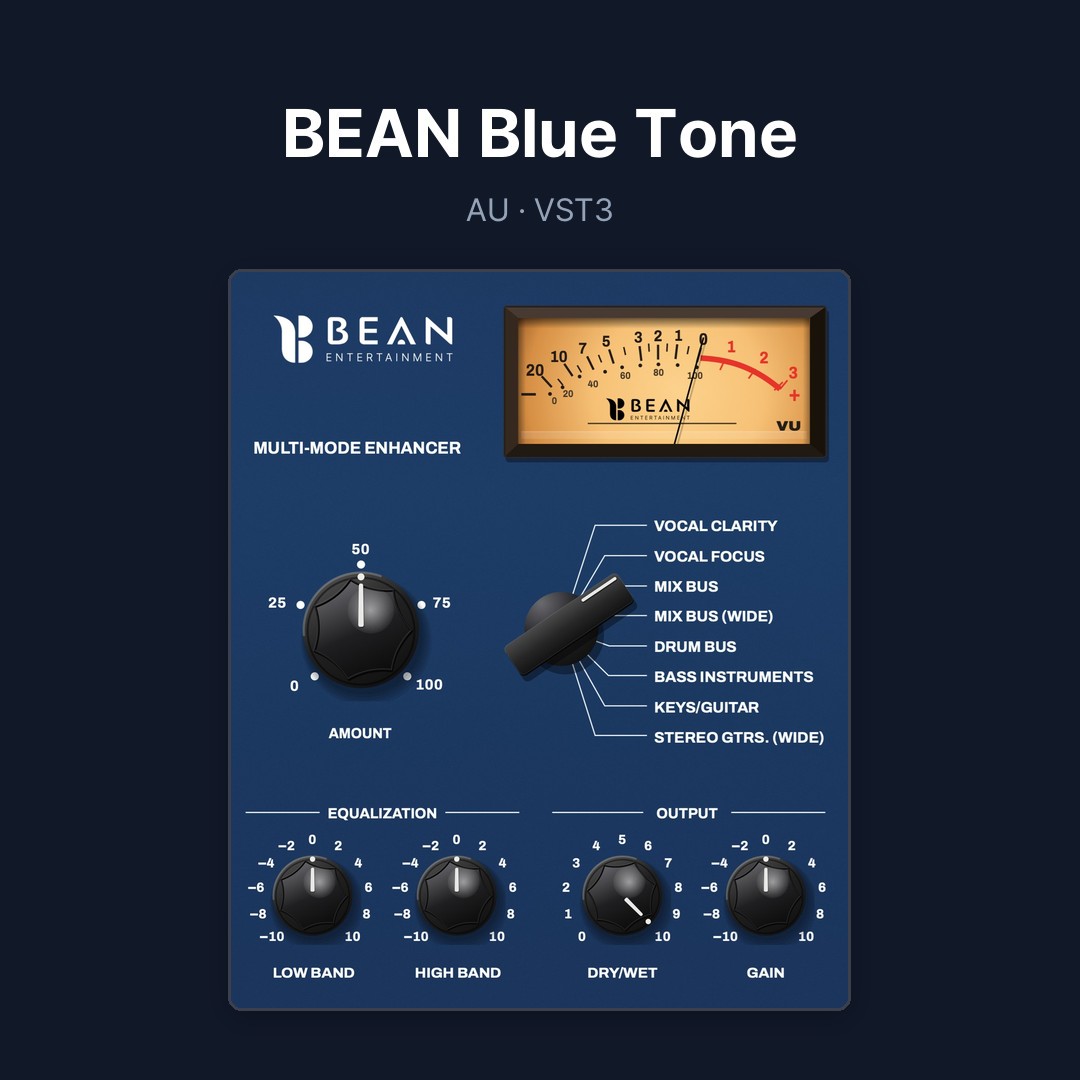 BEAN Blue Tone
AU · VST3
BEAN
ENTERTAINMENT
20 10 7 5 3 2 1 0 1 2 3
− 0 20 40 60 80 100 +
BEAN
ENTERTAINMENT
VU
MULTI-MODE ENHANCER
0 25 50 75 100
AMOUNT
VOCAL CLARITY
VOCAL FOCUS
MIX BUS
MIX BUS (WIDE)
DRUM BUS
BASS INSTRUMENTS
KEYS/GUITAR
STEREO GTRS. (WIDE)
EQUALIZATION
−10 −8 −6 −4 −2 0 2 4 6 8 10
LOW BAND
−10 −8 −6 −4 −2 0 2 4 6 8 10
HIGH BAND
OUTPUT
0 1 2 3 4 5 6 7 8 9 10
DRY/WET
−10 −8 −6 −4 −2 0 2 4 6 8 10
GAIN